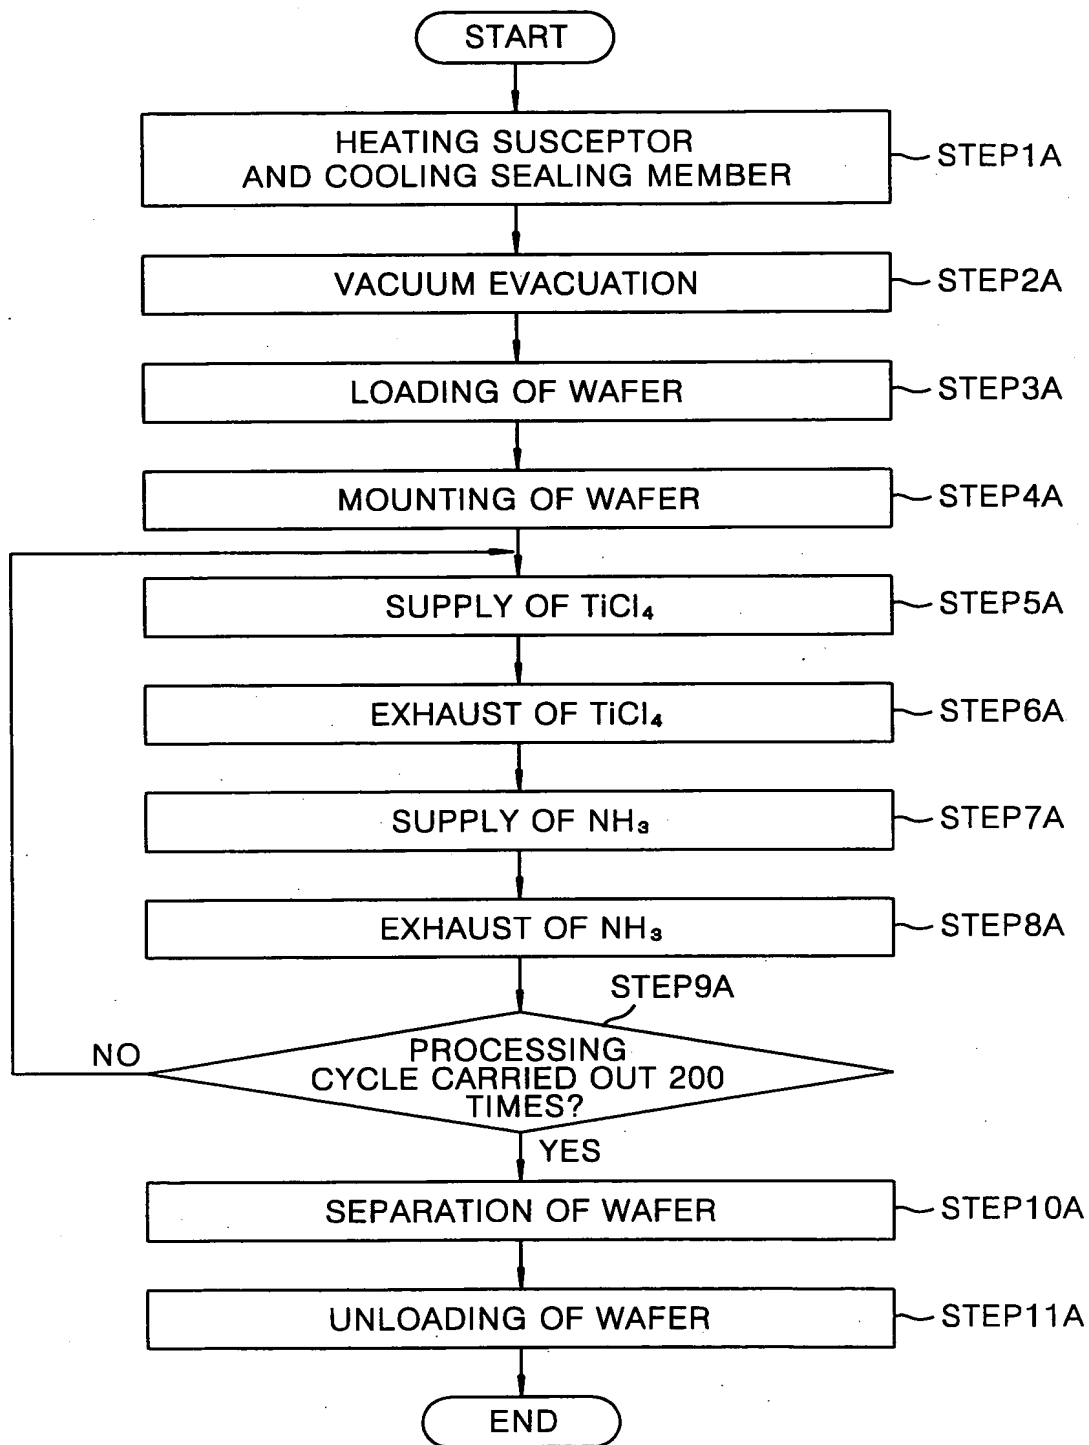 START
HEATING SUSCEPTOR
AND COOLING SEALING MEMBER
STEP1A
VACUUM EVACUATION
STEP2A
LOADING OF WAFER
STEP3A
MOUNTING OF WAFER
STEP4A
SUPPLY OF TiCl₄
STEP5A
EXHAUST OF TiCl₄
STEP6A
SUPPLY OF NH₃
STEP7A
EXHAUST OF NH₃
STEP8A
STEP9A
NO
PROCESSING
CYCLE CARRIED OUT 200
TIMES?
YES
SEPARATION OF WAFER
STEP10A
UNLOADING OF WAFER
STEP11A
END